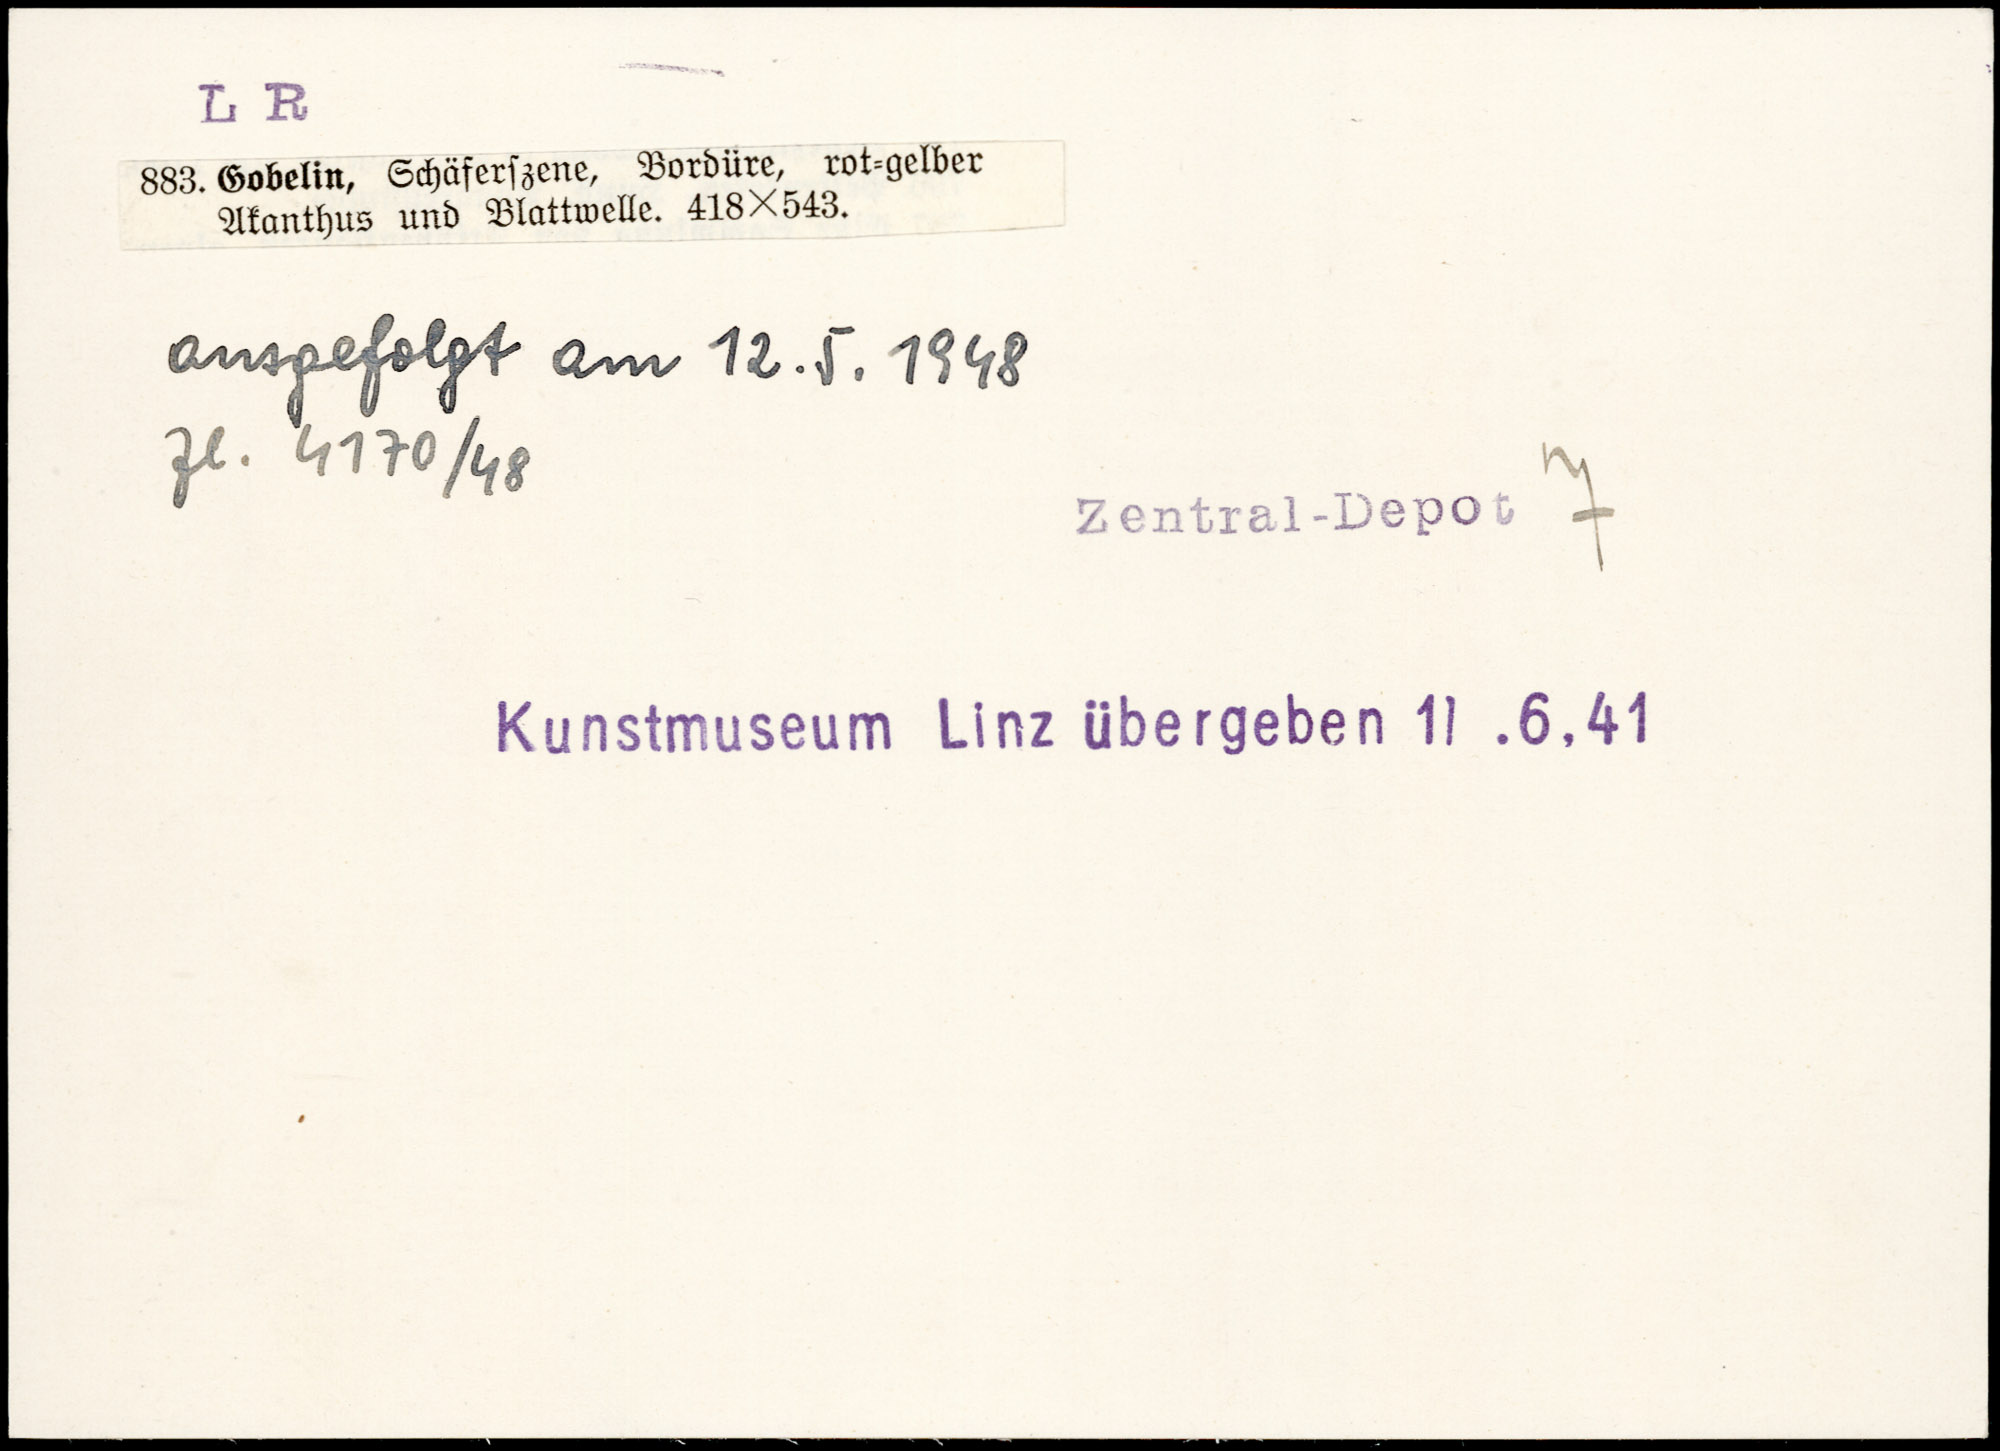 L R
883. Gobelin, Schäferſzene, Bordüre, rot-gelber
Akanthus und Blattwelle. 418×543.
ausgefolgt am 12.5. 1948
Zl. 4170/48
Zentral-Depot
Kunstmuseum Linz übergeben 11 .6.41